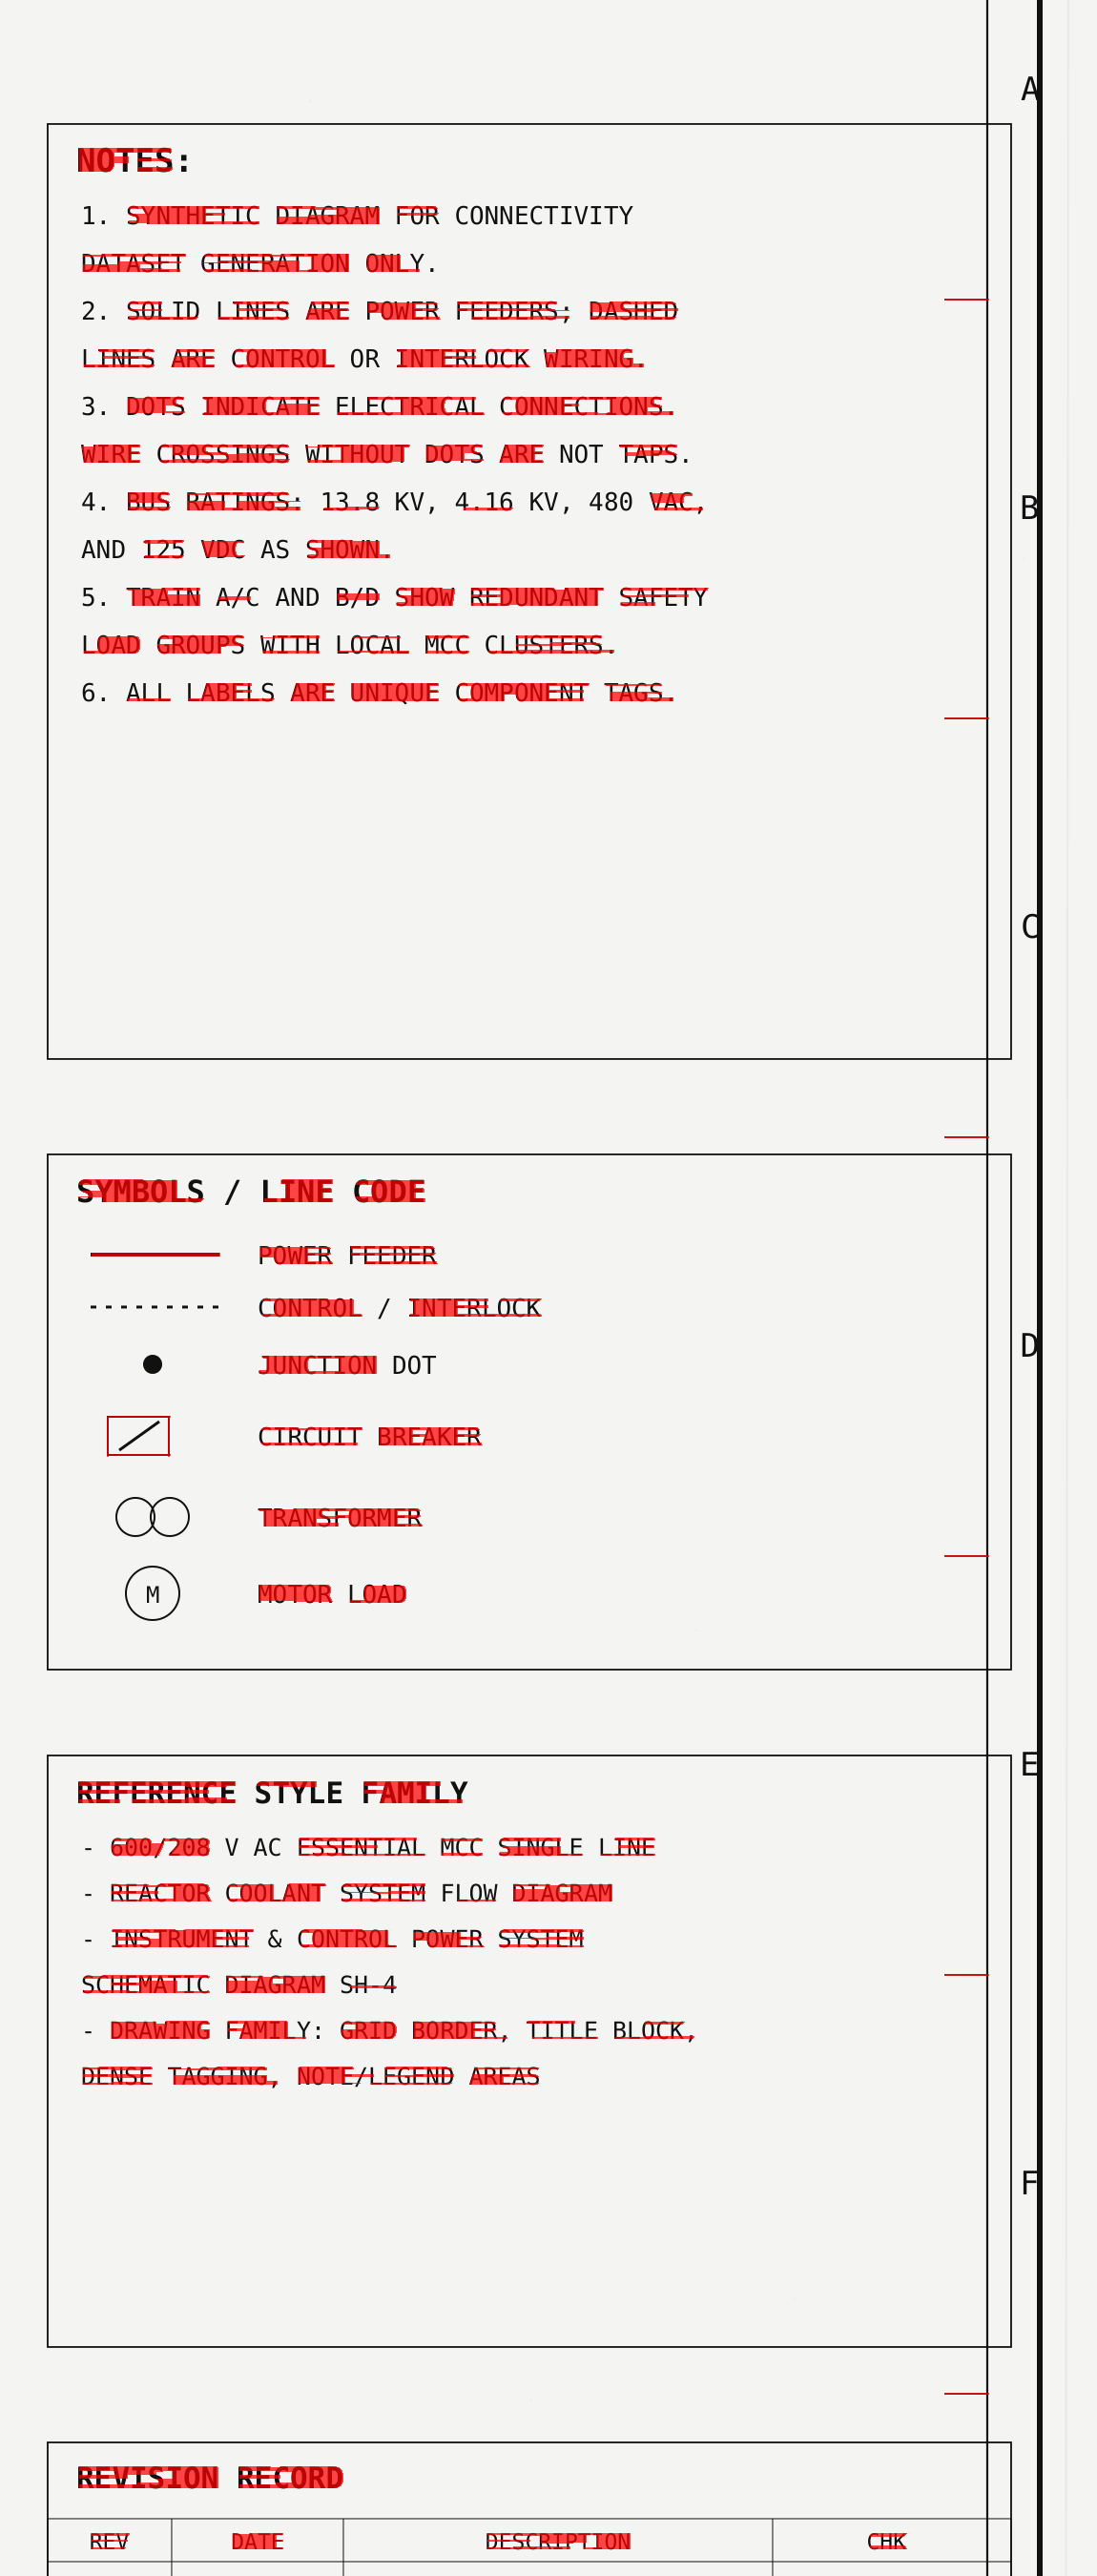 A
NOTES:
1. SYNTHETIC DIAGRAM FOR CONNECTIVITY
DATASET GENERATION ONLY.
2. SOLID LINES ARE POWER FEEDERS; DASHED
LINES ARE CONTROL OR INTERLOCK WIRING.
3. DOTS INDICATE ELECTRICAL CONNECTIONS.
WIRE CROSSINGS WITHOUT DOTS ARE NOT TAPS.
B
4. BUS RATINGS: 13.8 KV, 4.16 KV, 480 VAC,
AND 125 VDC AS SHOWN.
5. TRAIN A/C AND B/D SHOW REDUNDANT SAFETY
LOAD GROUPS WITH LOCAL MCC CLUSTERS.
6. ALL LABELS ARE UNIQUE COMPONENT TAGS.
C
SYMBOLS / LINE CODE
POWER FEEDER
CONTROL / INTERLOCK
D
JUNCTION DOT
CIRCUIT BREAKER
TRANSFORMER
M MOTOR LOAD
E
REFERENCE STYLE FAMILY
- 600/208 V AC ESSENTIAL MCC SINGLE LINE
- REACTOR COOLANT SYSTEM FLOW DIAGRAM
- INSTRUMENT & CONTROL POWER SYSTEM
SCHEMATIC DIAGRAM SH-4
- DRAWING FAMILY: GRID BORDER, TITLE BLOCK,
DENSE TAGGING, NOTE/LEGEND AREAS
F
REVISION RECORD
REV DATE DESCRIPTION CHK